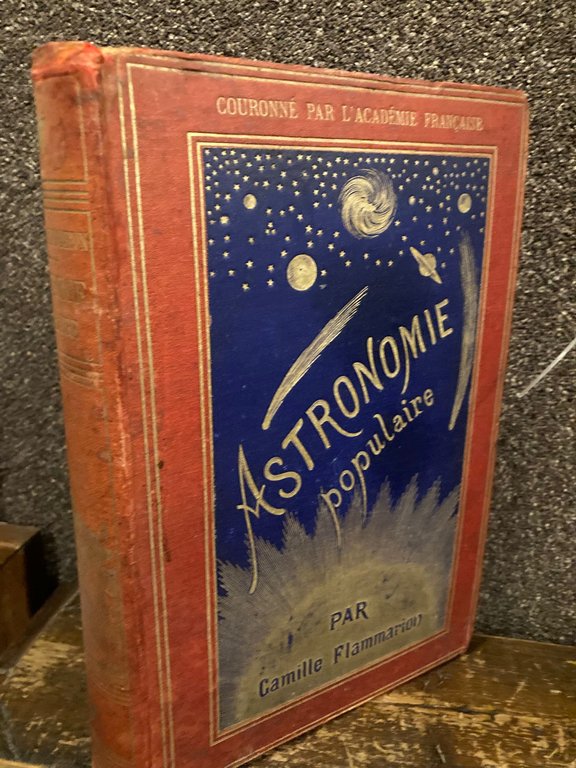 COURONNÉ PAR L'ACADÉMIE FRANÇAISE
ASTRONOMIE
populaire
PAR
Camille Flammarion